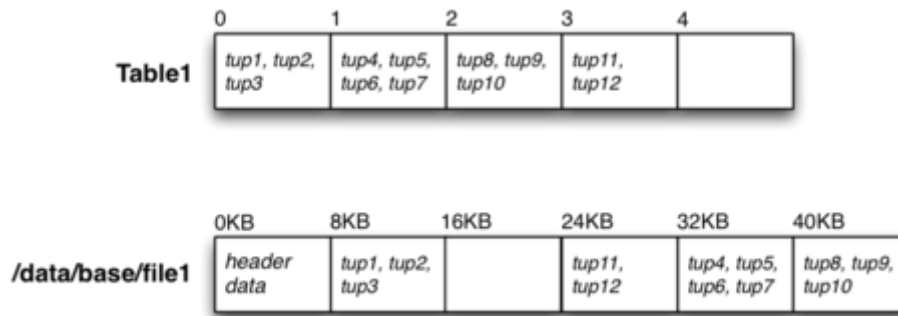 0 1 2 3 4
Table1
tup1, tup2, tup4, tup5, tup8, tup9, tup11,
tup3 tup6, tup7 tup10 tup12
0KB 8KB 16KB 24KB 32KB 40KB
/data/base/file1
header tup1, tup2, tup11, tup4, tup5, tup8, tup9,
data tup3 tup12 tup6, tup7 tup10